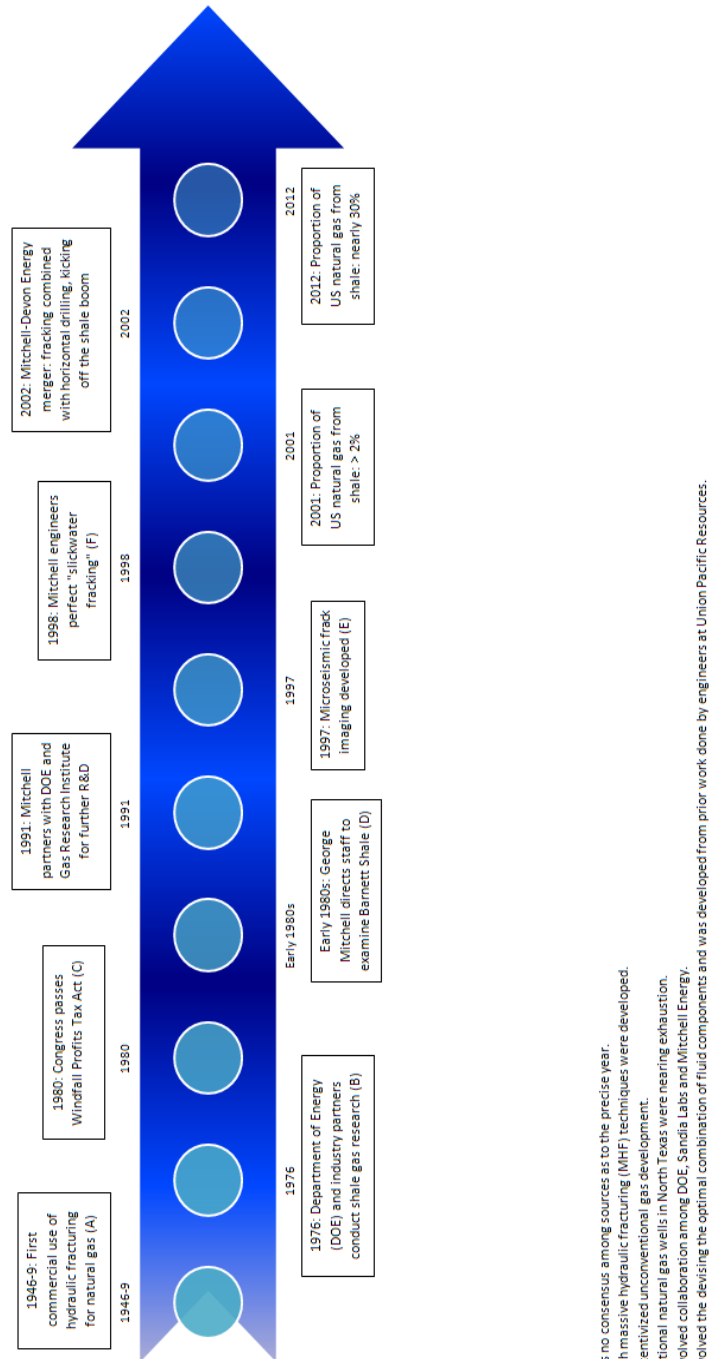 1946-9: First
commercial use of
hydraulic fracturing
for natural gas (A)
1946-9
1976
1976: Department of Energy
(DOE) and industry partners
conduct shale gas research (B)
1980: Congress passes
Windfall Profits Tax Act (C)
1980
Early 1980s
Early 1980s: George
Mitchell directs staff to
examine Barnett Shale (D)
1991: Mitchell
partners with DOE and
Gas Research Institute
for further R&D
1991
1997
1997: Microseismic frack
imaging developed (E)
1998: Mitchell engineers
perfect "slickwater
fracking" (F)
1998
2001
2001: Proportion of
US natural gas from
shale: > 2%
2002: Mitchell-Devon Energy
merger: fracking combined
with horizontal drilling, kicking
off the shale boom
2002
2012
2012: Proportion of
US natural gas from
shale: nearly 30%
no consensus among sources as to the precise year.
massive hydraulic fracturing (MHF) techniques were developed.
unconventional gas development.
natural gas wells in North Texas were nearing exhaustion.
collaboration among DOE, Sandia Labs and Mitchell Energy.
the devising the optimal combination of fluid components and was developed from prior work done by engineers at Union Pacific Resources.